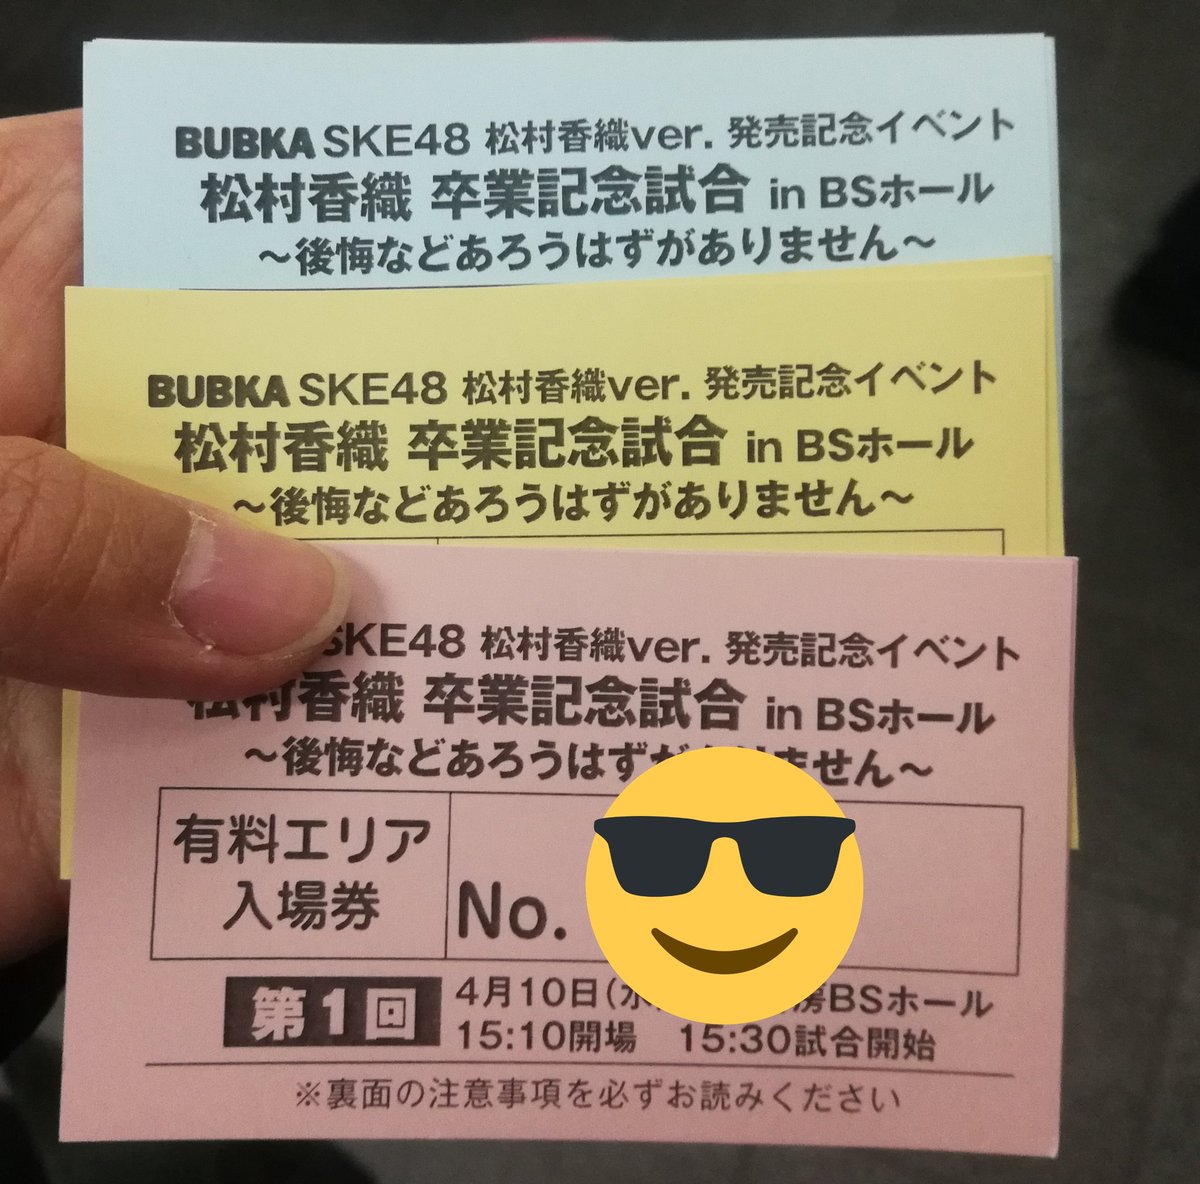 BUBKA SKE48 松村香織ver. 発売記念イベント
松村香織 卒業記念試合 in BSホール
～後悔などあろうはずがありません～
BUBKA SKE48 松村香織ver. 発売記念イベント
松村香織 卒業記念試合 in BSホール
～後悔などあろうはずがありません～
SKE48 松村香織ver. 発売記念イベント
松村香織 卒業記念試合 in BSホール
～後悔などあろうはずがありません～
有料エリア
入場券
No.
第1回
4月10日(水 房BSホール
15:10開場 15:30試合開始
※裏面の注意事項を必ずお読みください